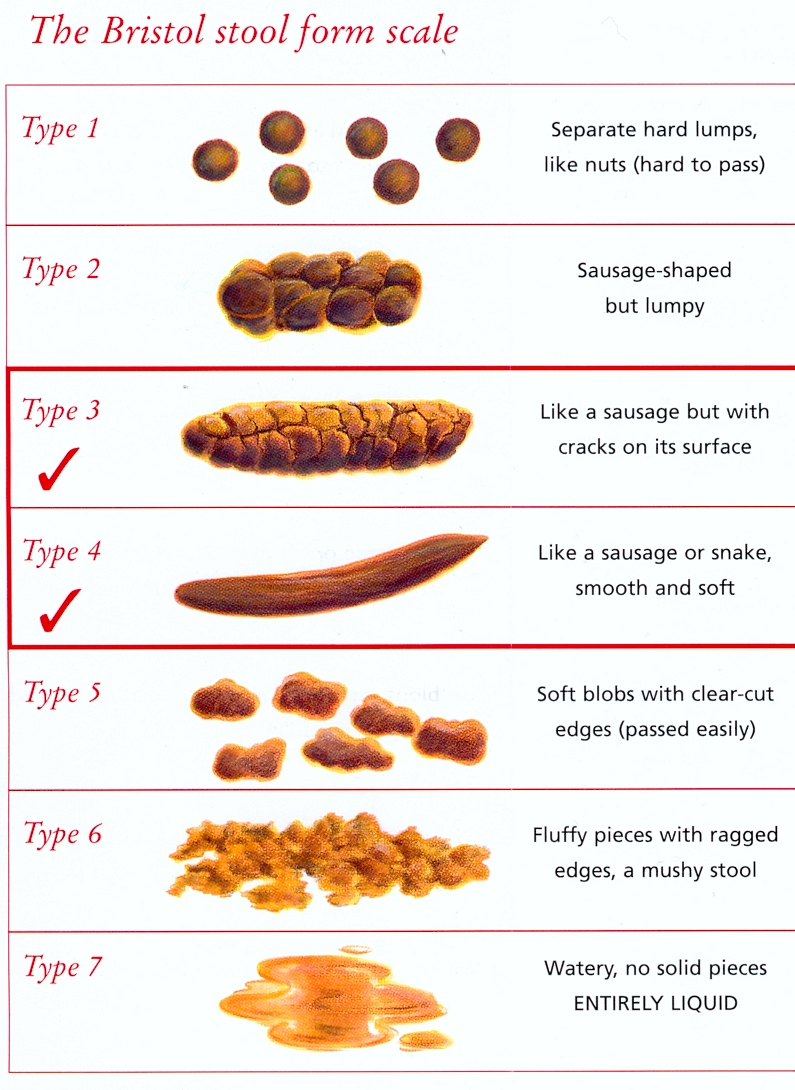 The Bristol stool form scale
Type 1
Separate hard lumps,
like nuts (hard to pass)
Type 2
Sausage-shaped
but lumpy
Type 3
Like a sausage but with
cracks on its surface
Type 4
Like a sausage or snake,
smooth and soft
Type 5
Soft blobs with clear-cut
edges (passed easily)
Type 6
Fluffy pieces with ragged
edges, a mushy stool
Type 7
Watery, no solid pieces
ENTIRELY LIQUID